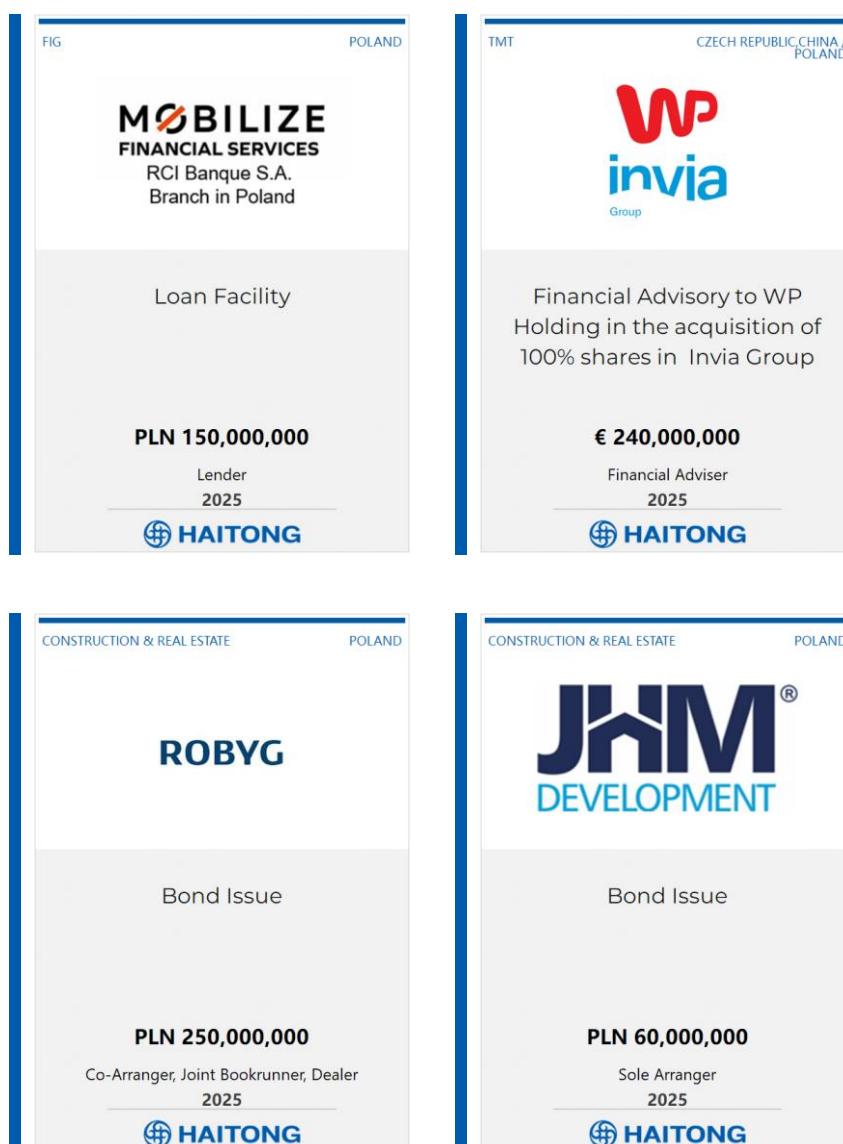 FIG
POLAND
MOBILIZE
FINANCIAL SERVICES
RCI Banque S.A.
Branch in Poland
Loan Facility
PLN 150,000,000
Lender
2025
HAITONG
TMT
CZECH REPUBLIC,CHINA ,
POLAND
WP
invia
Group
Financial Advisory to WP
Holding in the acquisition of
100% shares in Invia Group
€ 240,000,000
Financial Adviser
2025
HAITONG
CONSTRUCTION & REAL ESTATE
POLAND
ROBYG
Bond Issue
PLN 250,000,000
Co-Arranger, Joint Bookrunner, Dealer
2025
HAITONG
CONSTRUCTION & REAL ESTATE
POLAND
JHM®
DEVELOPMENT
Bond Issue
PLN 60,000,000
Sole Arranger
2025
HAITONG